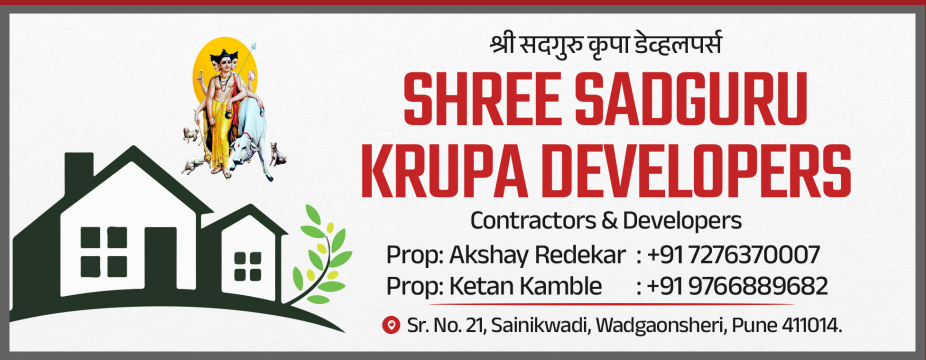 श्री सदगुरु कृपा डेव्हलपर्स
SHREE SADGURU
KRUPA DEVELOPERS
Contractors & Developers
Prop: Akshay Redekar : +91 7276370007
Prop: Ketan Kamble : +91 9766889682
Sr. No. 21, Sainikwadi, Wadgaonsheri, Pune 411014.